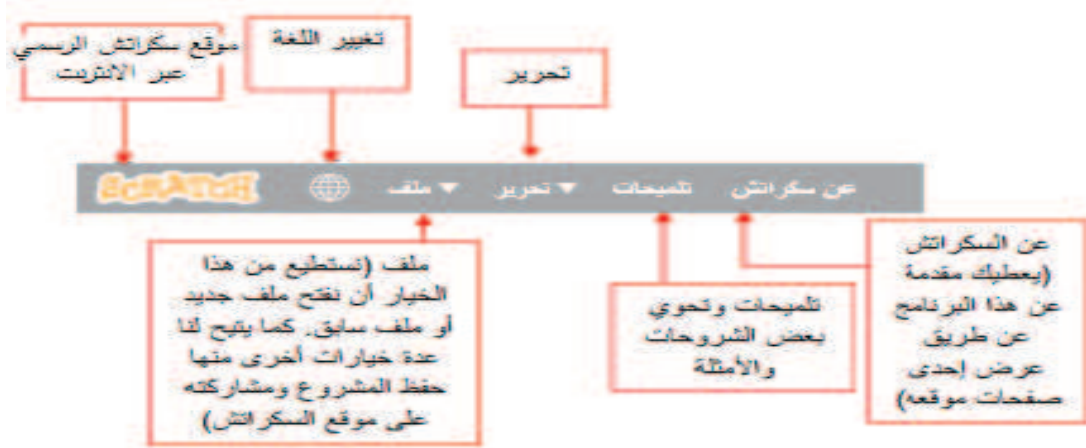 موقع سكراتش الرسمي
عبر الانتريت
تغيير اللغة
تحرير
SCRATCH
ملف
تحرير
تلميحات
عن سكراتش
ملف (نستطيع من هذا
الخيار أن نفتح ملف جديد
أو ملف سابق. كما يتيح لنا
عدة خيارات أخرى منها
حفظ المشروع ومشاركته
على موقع السكراتش)
تلميحات وتحوي
بعض الشروحات
والأمثلة
عن السكراتش
(يعطيك مقدمة
عن هذا البرنامج
عن طريق
عرض إحدى
صفحات موقعه)